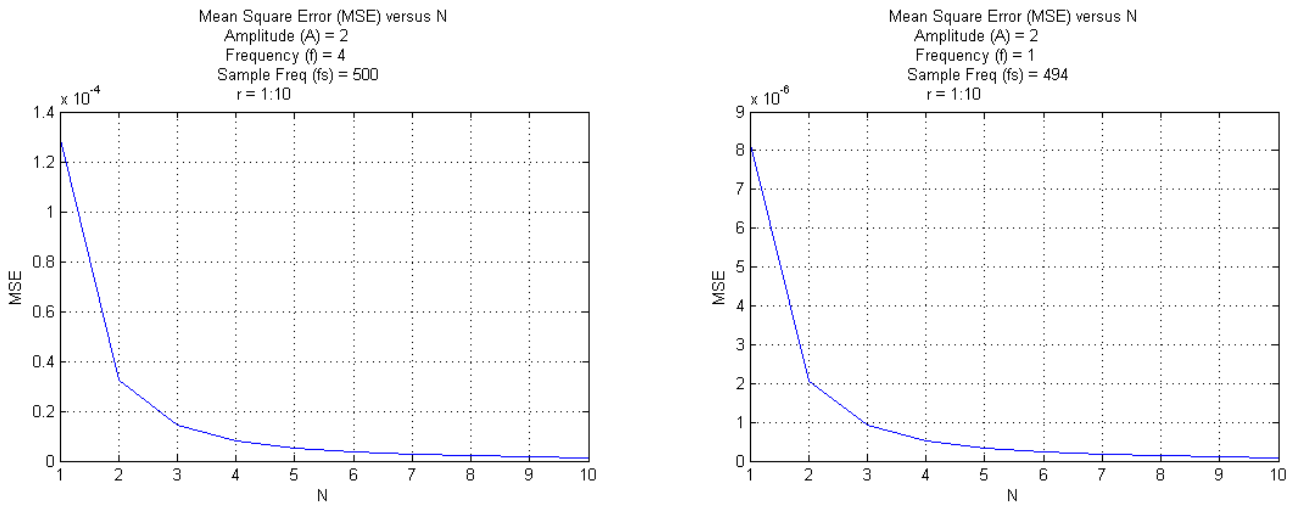 Mean Square Error (MSE) versus N
Amplitude (A) = 2
Frequency (f) = 4
Sample Freq (fs) = 500
r = 1:10
x 10-4
1.4
1.2
1
0.8
0.6
0.4
0.2
0
MSE
1 2 3 4 5 6 7 8 9 10
N
Mean Square Error (MSE) versus N
Amplitude (A) = 2
Frequency (f) = 1
Sample Freq (fs) = 494
r = 1:10
x 10-6
9
8
7
6
5
4
3
2
1
0
MSE
1 2 3 4 5 6 7 8 9 10
N